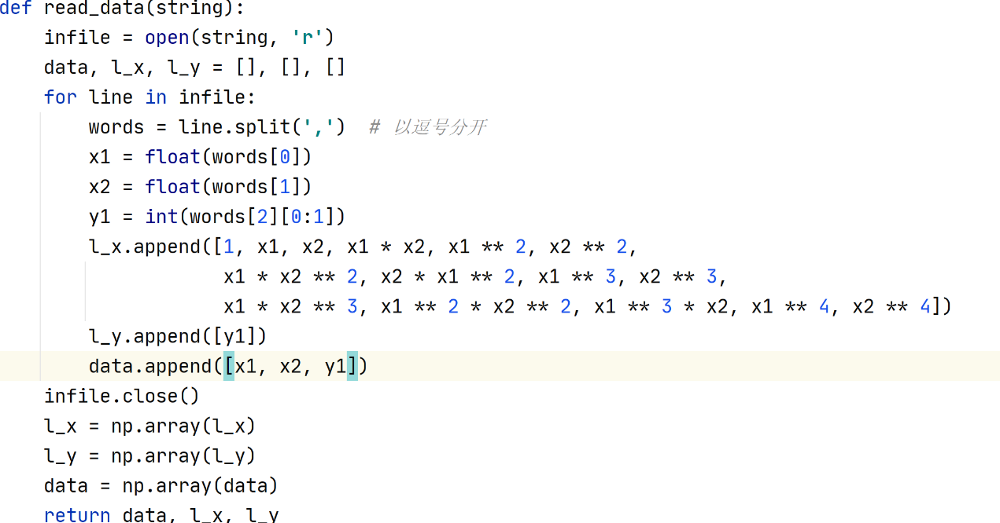 def read_data(string):
    infile = open(string, 'r')
    data, l_x, l_y = [], [], []
    for line in infile:
        words = line.split(',')  # 以逗号分开
        x1 = float(words[0])
        x2 = float(words[1])
        y1 = int(words[2][0:1])
        l_x.append([1, x1, x2, x1 * x2, x1 ** 2, x2 ** 2,
                    x1 * x2 ** 2, x2 * x1 ** 2, x1 ** 3, x2 ** 3,
                    x1 * x2 ** 3, x1 ** 2 * x2 ** 2, x1 ** 3 * x2, x1 ** 4, x2 ** 4])
        l_y.append([y1])
        data.append([x1, x2, y1])
    infile.close()
    l_x = np.array(l_x)
    l_y = np.array(l_y)
    data = np.array(data)
    return data, l_x, l_y